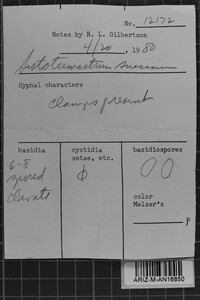 No. 12172
Notes by R. L. Gilbertson
4/20, 1980
Hyphal characters
clamps present
basidia
cystidia
setae, etc.
basidiospores
6-8
spored
clavate
φ
color
Melzer's
ARIZ-M-AN16850